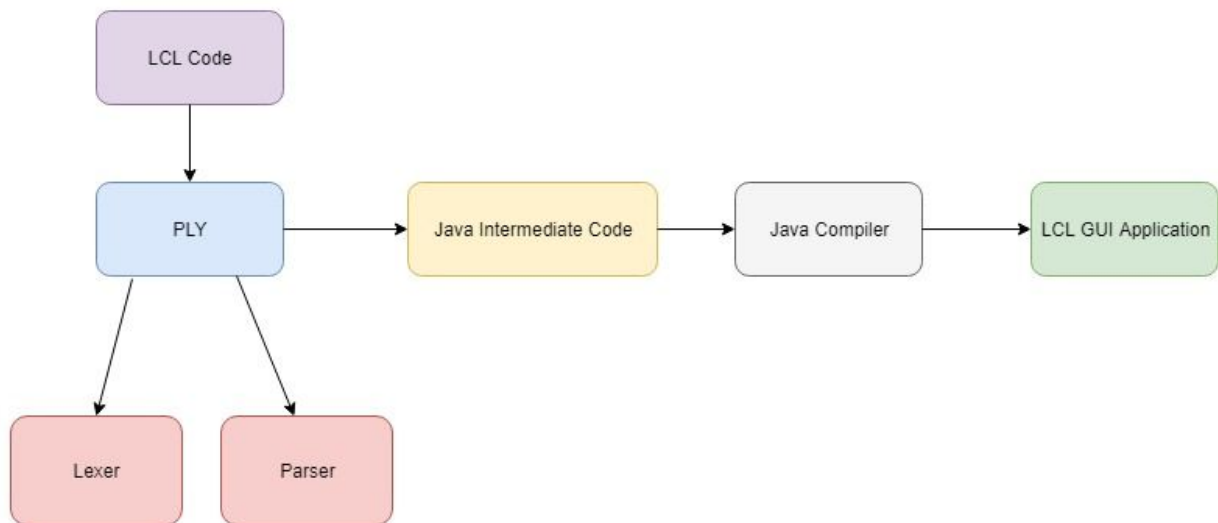 LCL Code
PLY
Java Intermediate Code
Java Compiler
LCL GUI Application
Lexer
Parser